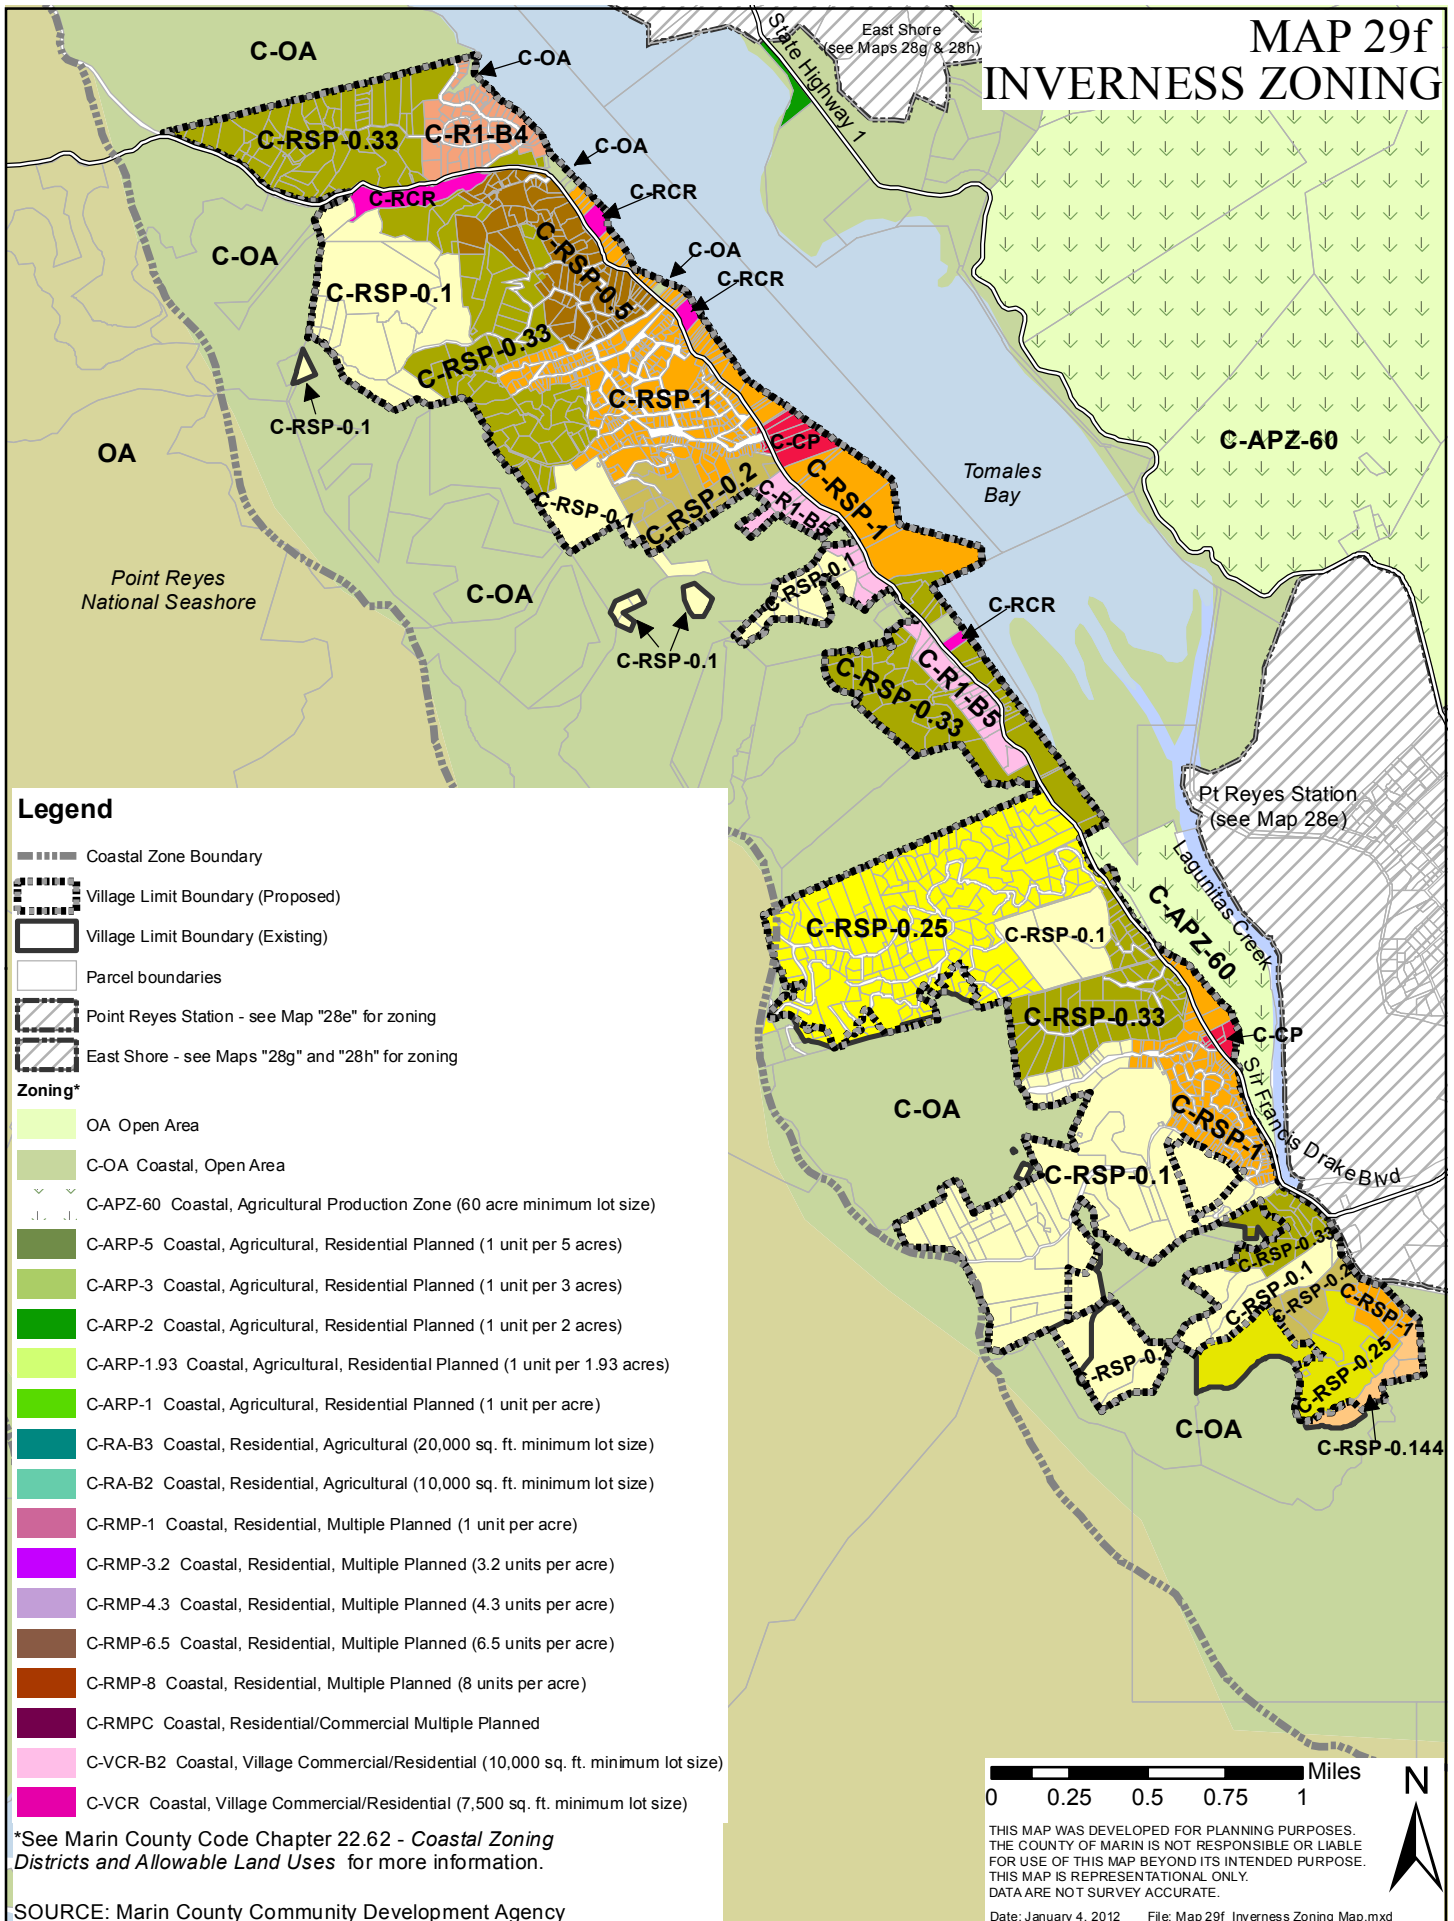 MAP 29f
INVERNESS ZONING
East Shore
(see Maps 28g & 28h)
State Highway 1
C-OA
C-OA
C-RSP-0.33
C-R1-B4
C-OA
C-RCR
C-RCR
C-OA
C-OA
C-RCR
C-RSP-0.5
C-RSP-0.1
C-RSP-0.33
C-RSP-0.1
C-RSP-1
C-CP
C-APZ-60
OA
Tomales
Bay
C-RSP-0.1
C-RSP-0.2
C-R1-B5
C-RSP-1
Point Reyes
National Seashore
C-OA
C-RSP-0.1
C-RSP-0.1
C-RCR
C-R1-B5
C-RSP-0.33
Pt Reyes Station
(see Map 28e)
Lagunitas Creek
C-APZ-60
C-RSP-0.25
C-RSP-0.1
C-RSP-0.33
C-CP
Sir Francis Drake Blvd
C-OA
C-RSP-1
C-RSP-0.1
C-RSP-0.33
C-RSP-0.1
C-RSP-0.2
C-RSP-1
C-RSP-0.1
C-RSP-0.25
C-OA
C-RSP-0.144
Legend
Coastal Zone Boundary
Village Limit Boundary (Proposed)
Village Limit Boundary (Existing)
Parcel boundaries
Point Reyes Station - see Map "28e" for zoning
East Shore - see Maps "28g" and "28h" for zoning
Zoning*
OA Open Area
C-OA Coastal, Open Area
C-APZ-60 Coastal, Agricultural Production Zone (60 acre minimum lot size)
C-ARP-5 Coastal, Agricultural, Residential Planned (1 unit per 5 acres)
C-ARP-3 Coastal, Agricultural, Residential Planned (1 unit per 3 acres)
C-ARP-2 Coastal, Agricultural, Residential Planned (1 unit per 2 acres)
C-ARP-1.93 Coastal, Agricultural, Residential Planned (1 unit per 1.93 acres)
C-ARP-1 Coastal, Agricultural, Residential Planned (1 unit per acre)
C-RA-B3 Coastal, Residential, Agricultural (20,000 sq. ft. minimum lot size)
C-RA-B2 Coastal, Residential, Agricultural (10,000 sq. ft. minimum lot size)
C-RMP-1 Coastal, Residential, Multiple Planned (1 unit per acre)
C-RMP-3.2 Coastal, Residential, Multiple Planned (3.2 units per acre)
C-RMP-4.3 Coastal, Residential, Multiple Planned (4.3 units per acre)
C-RMP-6.5 Coastal, Residential, Multiple Planned (6.5 units per acre)
C-RMP-8 Coastal, Residential, Multiple Planned (8 units per acre)
C-RMPC Coastal, Residential/Commercial Multiple Planned
C-VCR-B2 Coastal, Village Commercial/Residential (10,000 sq. ft. minimum lot size)
C-VCR Coastal, Village Commercial/Residential (7,500 sq. ft. minimum lot size)
*See Marin County Code Chapter 22.62 - Coastal Zoning
Districts and Allowable Land Uses for more information.
SOURCE: Marin County Community Development Agency
Miles
0 0.25 0.5 0.75 1
N
THIS MAP WAS DEVELOPED FOR PLANNING PURPOSES.
THE COUNTY OF MARIN IS NOT RESPONSIBLE OR LIABLE
FOR USE OF THIS MAP BEYOND ITS INTENDED PURPOSE.
THIS MAP IS REPRESENTATIONAL ONLY.
DATA ARE NOT SURVEY ACCURATE.
Date: January 4, 2012 File: Map 29f_Inverness Zoning Map.mxd